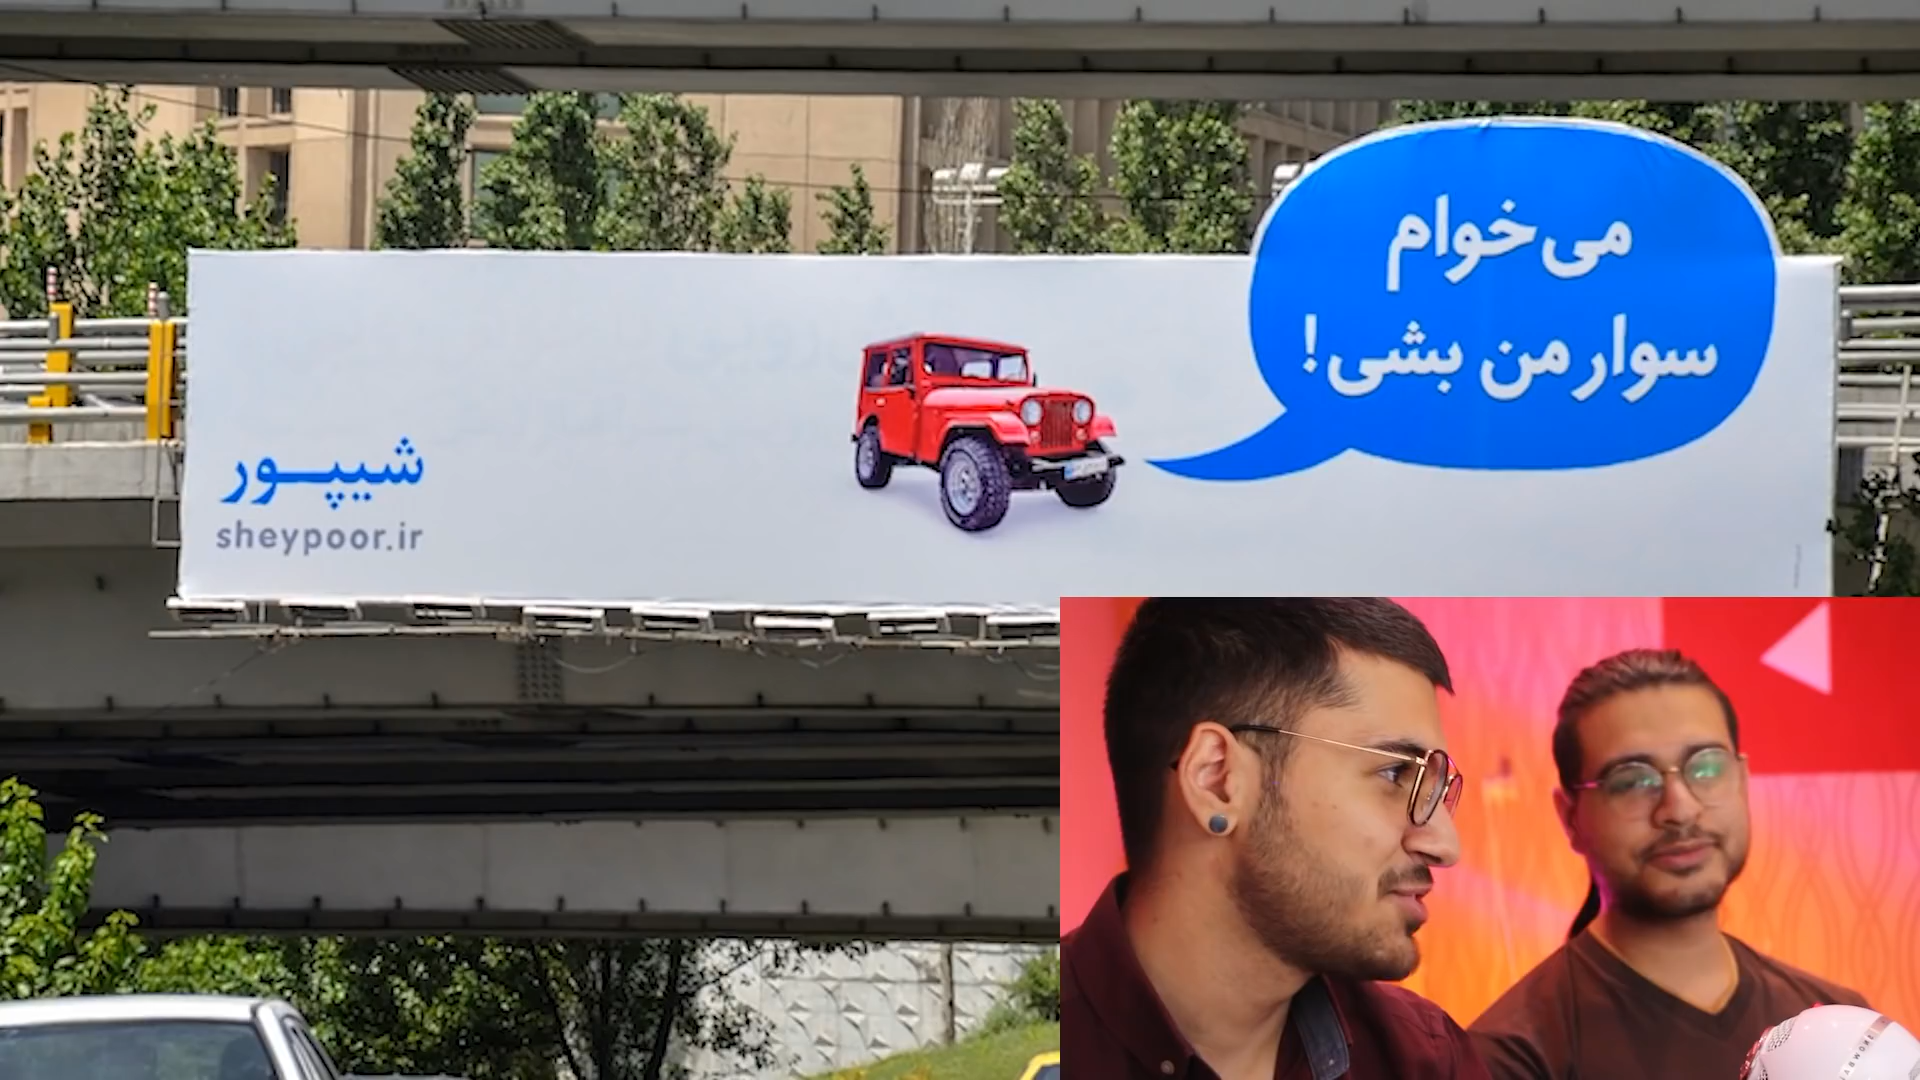 می‌خوام
سوار من بشی!
شیپور
sheypoor.ir